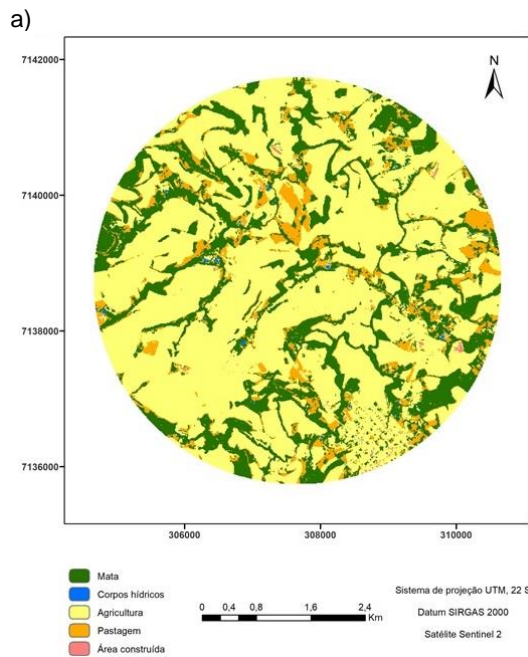 a)
7142000
N
7140000
7138000
7136000
306000 308000 310000
Mata
Corpos hídricos
Agricultura
Pastagem
Área construída
0 0,4 0,8 1,6 2,4
Km
Sistema de projeção UTM, 22 S
Datum SIRGAS 2000
Satélite Sentinel 2